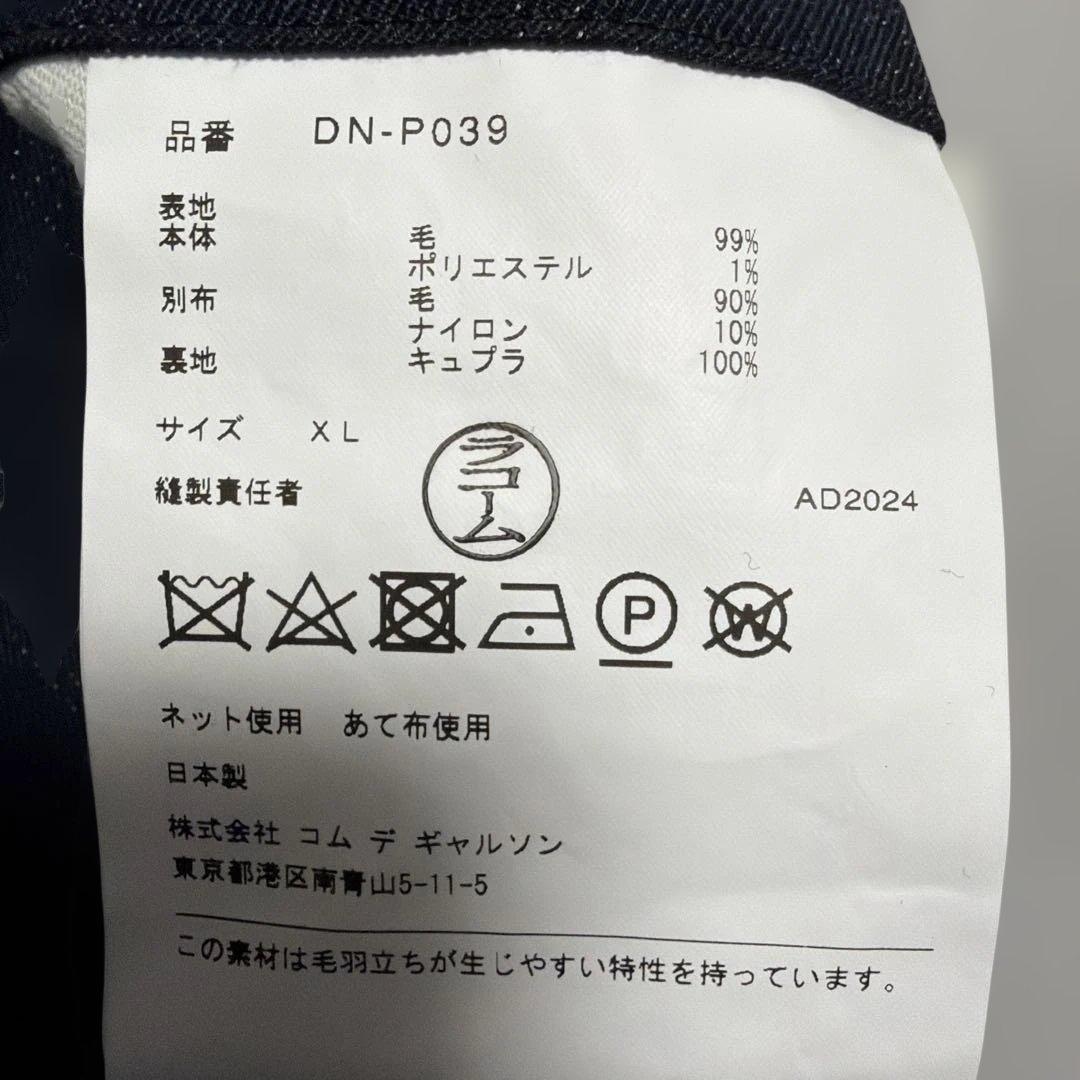 品番 DN-P039
表地
本体 毛 99%
ポリエステル 1%
別布 毛 90%
ナイロン 10%
裏地 キュプラ 100%
サイズ XL
縫製責任者 ラコーム AD2024
P W
ネット使用 あて布使用
日本製
株式会社 コム デ ギャルソン
東京都港区南青山5-11-5
この素材は毛羽立ちが生じやすい特性を持っています。